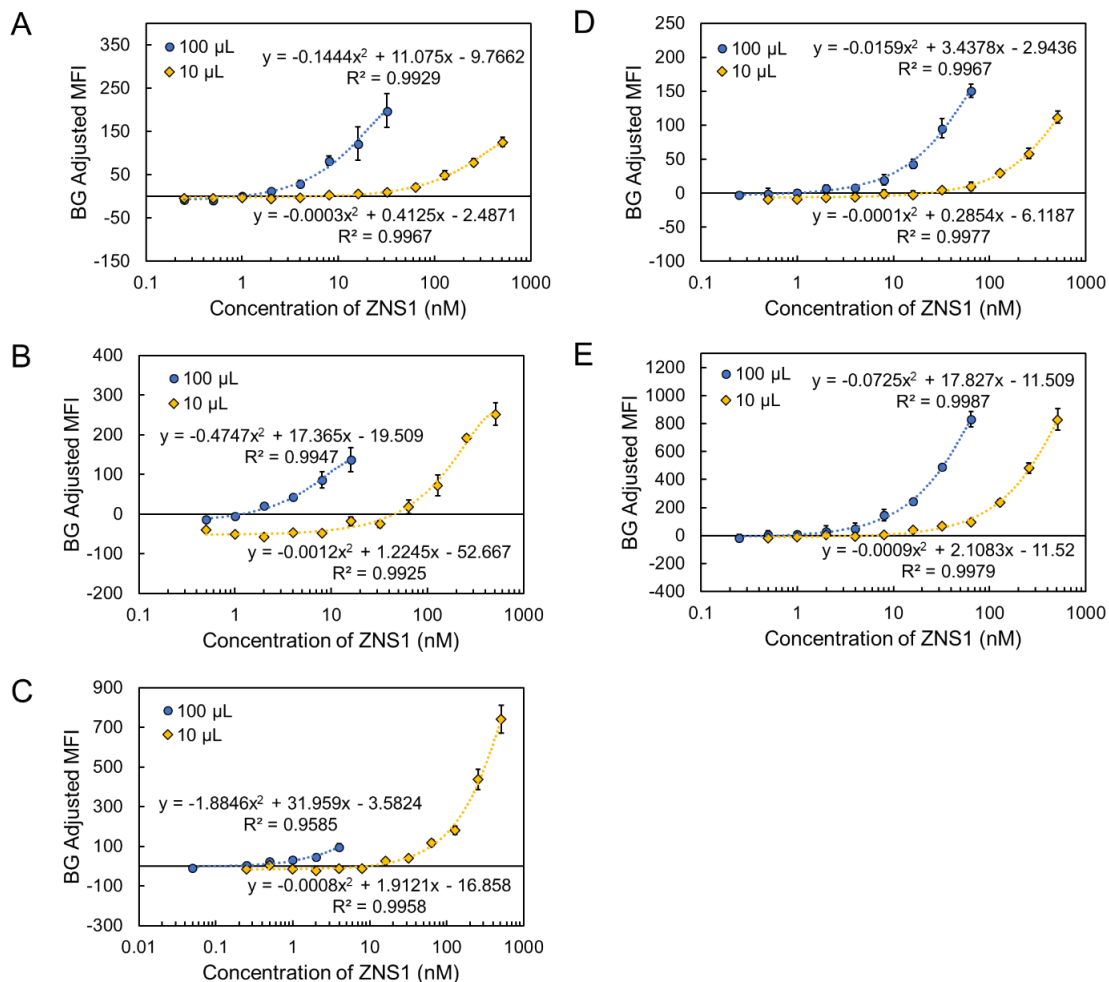 A
BG Adjusted MFI
350
250
150
50
-50
-150
100 µL
10 µL
y = -0.1444x² + 11.075x - 9.7662
R² = 0.9929
y = -0.0003x² + 0.4125x - 2.4871
R² = 0.9967
0.1 1 10 100 1000
Concentration of ZNS1 (nM)
B
BG Adjusted MFI
400
300
200
100
0
-100
-200
100 µL
10 µL
y = -0.4747x² + 17.365x - 19.509
R² = 0.9947
y = -0.0012x² + 1.2245x - 52.667
R² = 0.9925
0.1 1 10 100 1000
Concentration of ZNS1 (nM)
C
BG Adjusted MFI
900
700
500
300
100
-100
-300
100 µL
10 µL
y = -1.8846x² + 31.959x - 3.5824
R² = 0.9585
y = -0.0008x² + 1.9121x - 16.858
R² = 0.9958
0.01 0.1 1 10 100 1000
Concentration of ZNS1 (nM)
D
BG Adjusted MFI
250
200
150
100
50
0
-50
-100
100 µL
10 µL
y = -0.0159x² + 3.4378x - 2.9436
R² = 0.9967
y = -0.0001x² + 0.2854x - 6.1187
R² = 0.9977
0.1 1 10 100 1000
Concentration of ZNS1 (nM)
E
BG Adjusted MFI
1200
1000
800
600
400
200
0
-200
-400
100 µL
10 µL
y = -0.0725x² + 17.827x - 11.509
R² = 0.9987
y = -0.0009x² + 2.1083x - 11.52
R² = 0.9979
0.1 1 10 100 1000
Concentration of ZNS1 (nM)